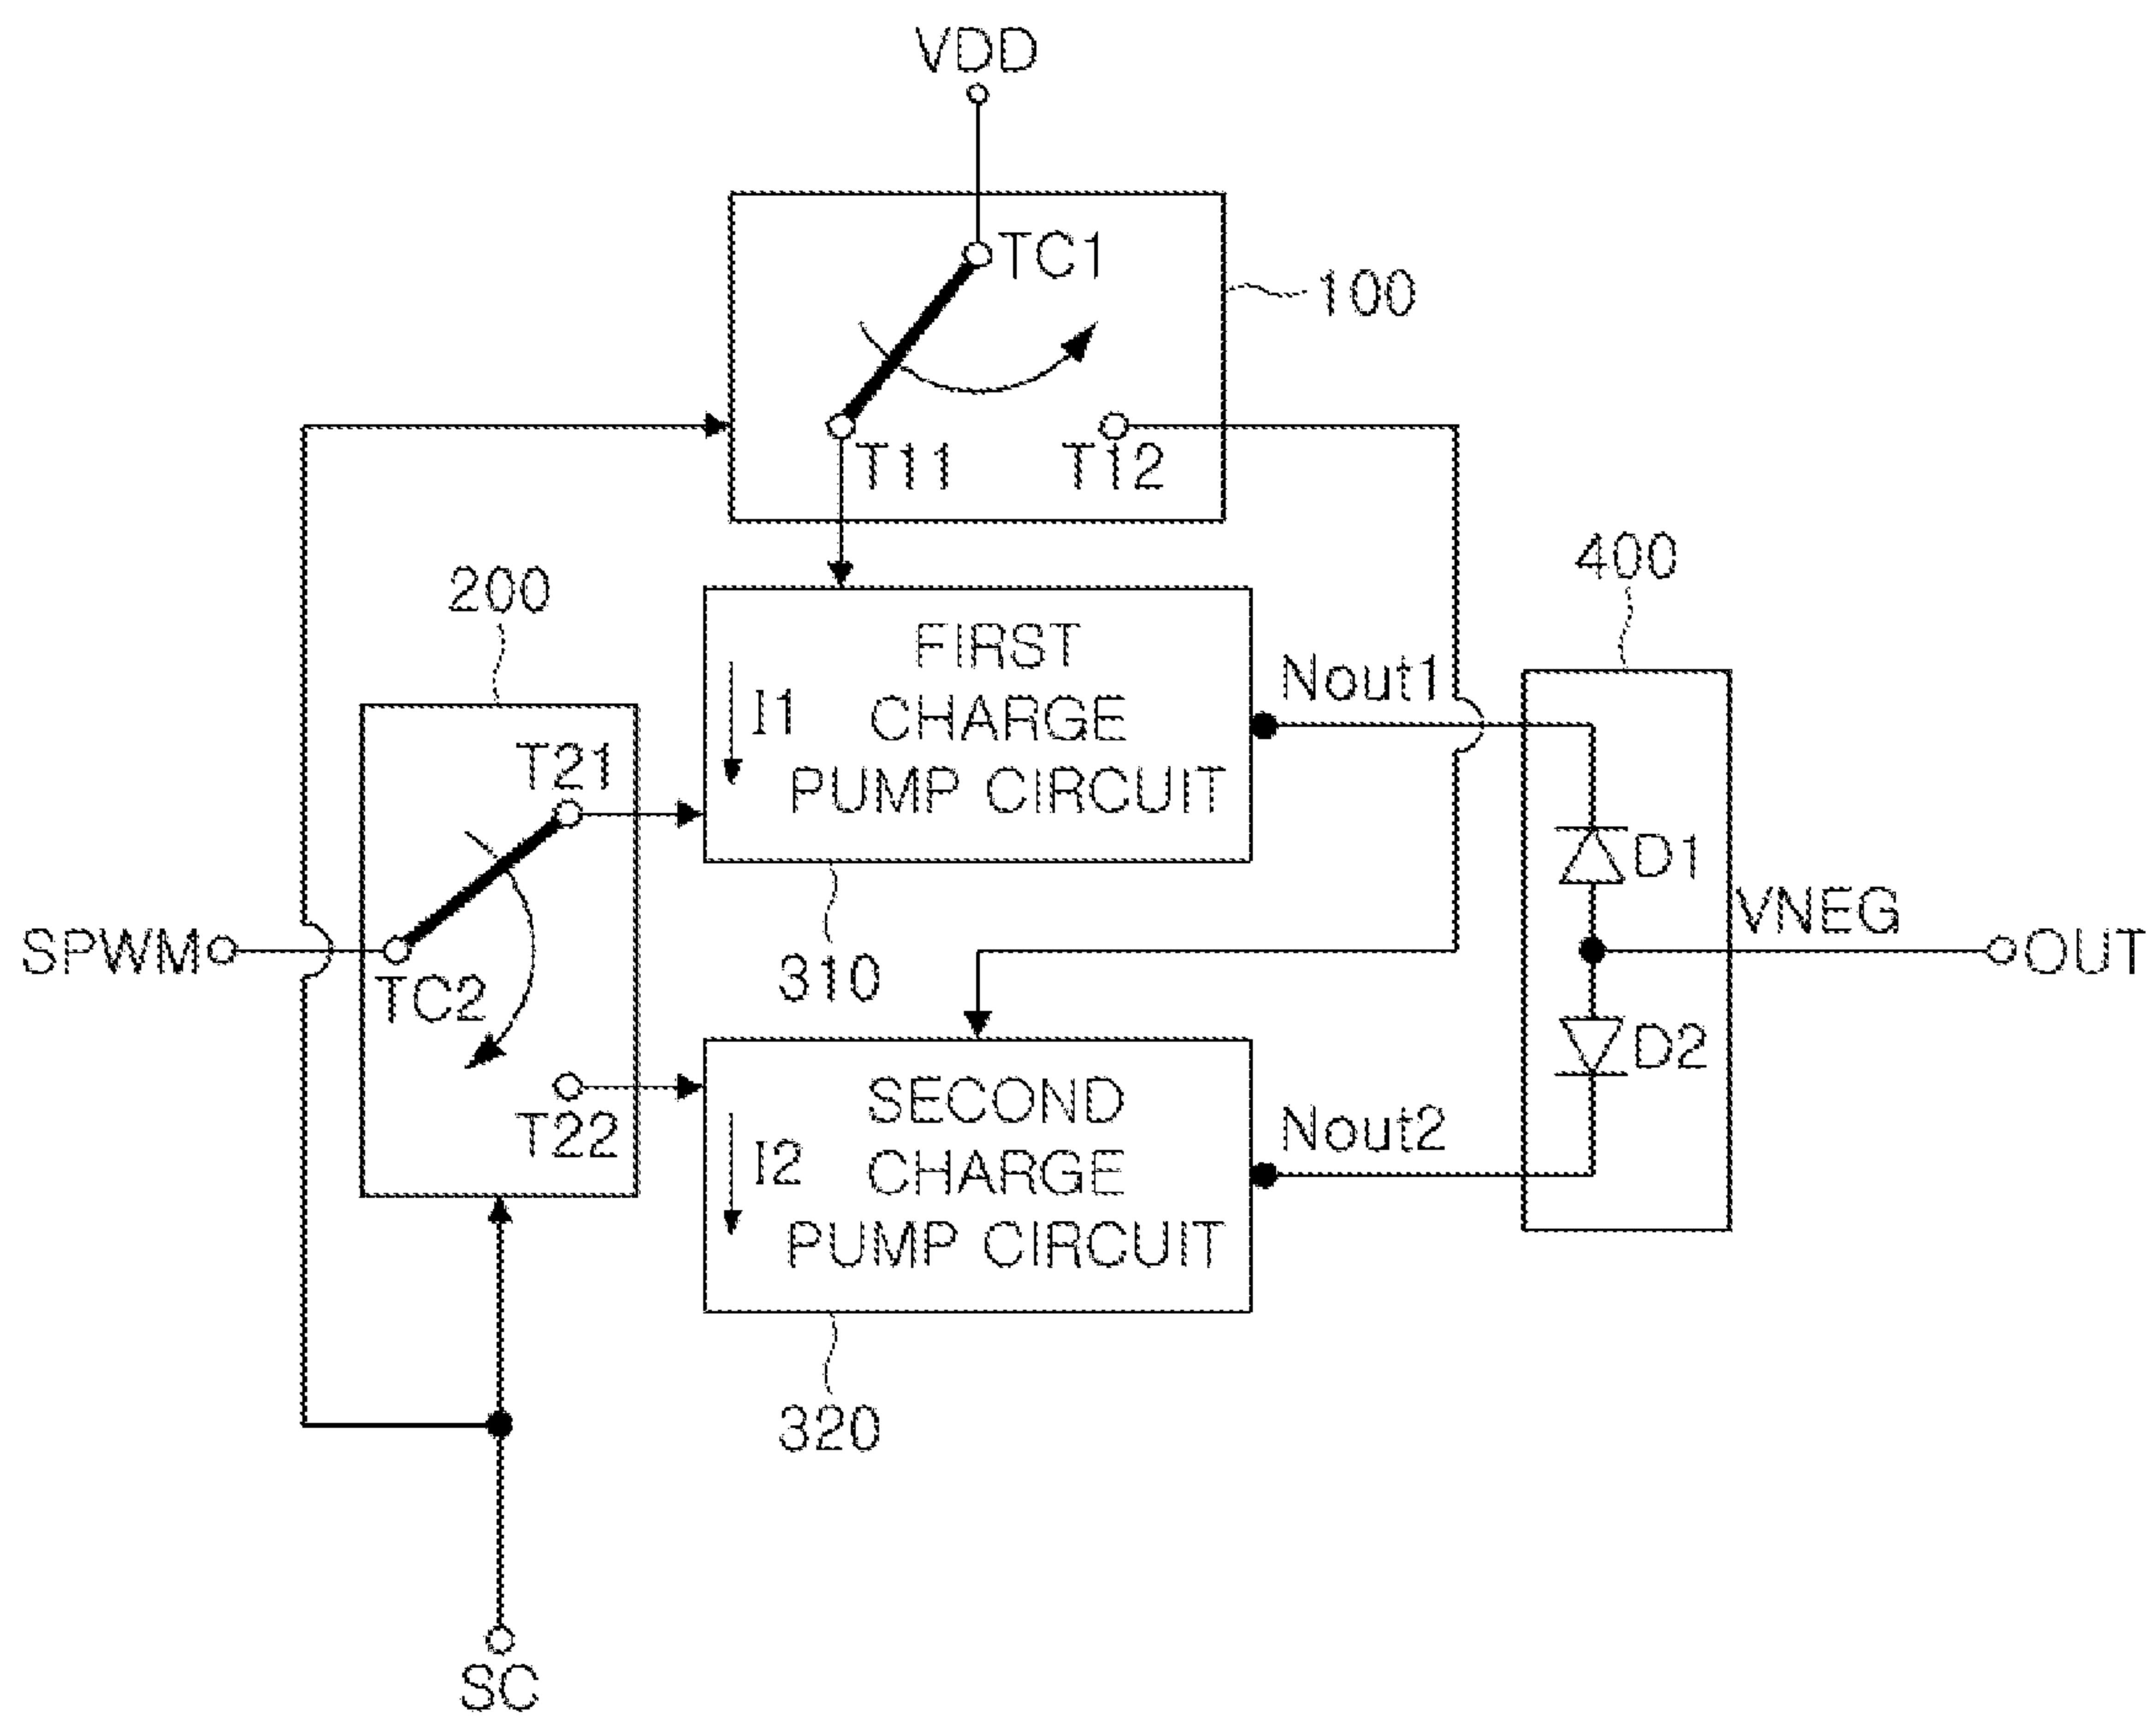 VDD
TC1
100
T11
T12
400
200
FIRST
CHARGE
PUMP CIRCUIT
I1
Nout1
T21
D1
VNEG
SPWM
OUT
TC2
310
D2
SECOND
CHARGE
PUMP CIRCUIT
I2
Nout2
T22
320
SC